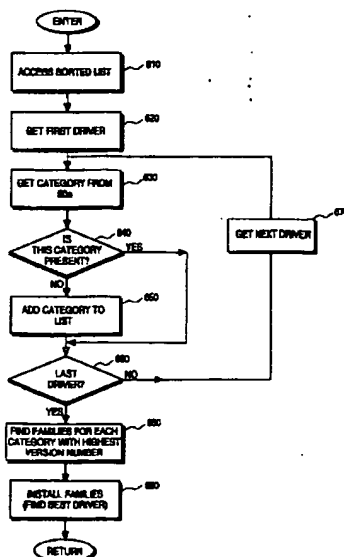 ENTER
ACCESS SORTED LIST
610
GET FIRST DRIVER
620
GET CATEGORY FROM
630
640
IS
THIS CATEGORY
PRESENT?
YES
GET NEXT DRIVER
NO
ADD CATEGORY TO
LIST
650
660
LAST
DRIVER?
NO
YES
FIND FAMILIES FOR EACH
CATEGORY WITH HIGHEST
VERSION NUMBER
INSTALL FAMILIES
(FIND BEST DRIVER)
RETURN